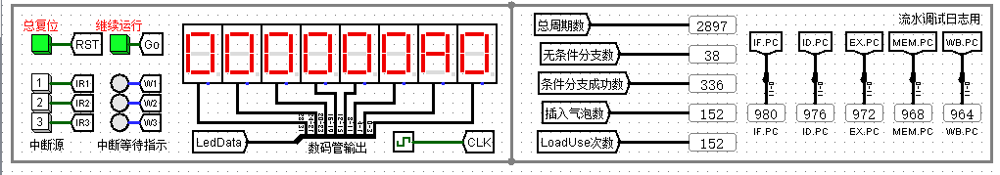 总复位
继续运行
RST
Go
1
IR1
W1
2
IR2
W2
3
IR3
W3
中断源
中断等待指示
000000A0
LedData
数码管输出
CLK
总周期数
2897
无条件分支数
38
条件分支成功数
336
插入气泡数
152
LoadUse次数
152
流水调试日志用
IF.PC
ID.PC
EX.PC
MEM.PC
WB.PC
980
976
972
968
964
IF.PC
ID.PC
EX.PC
MEM.PC
WB.PC